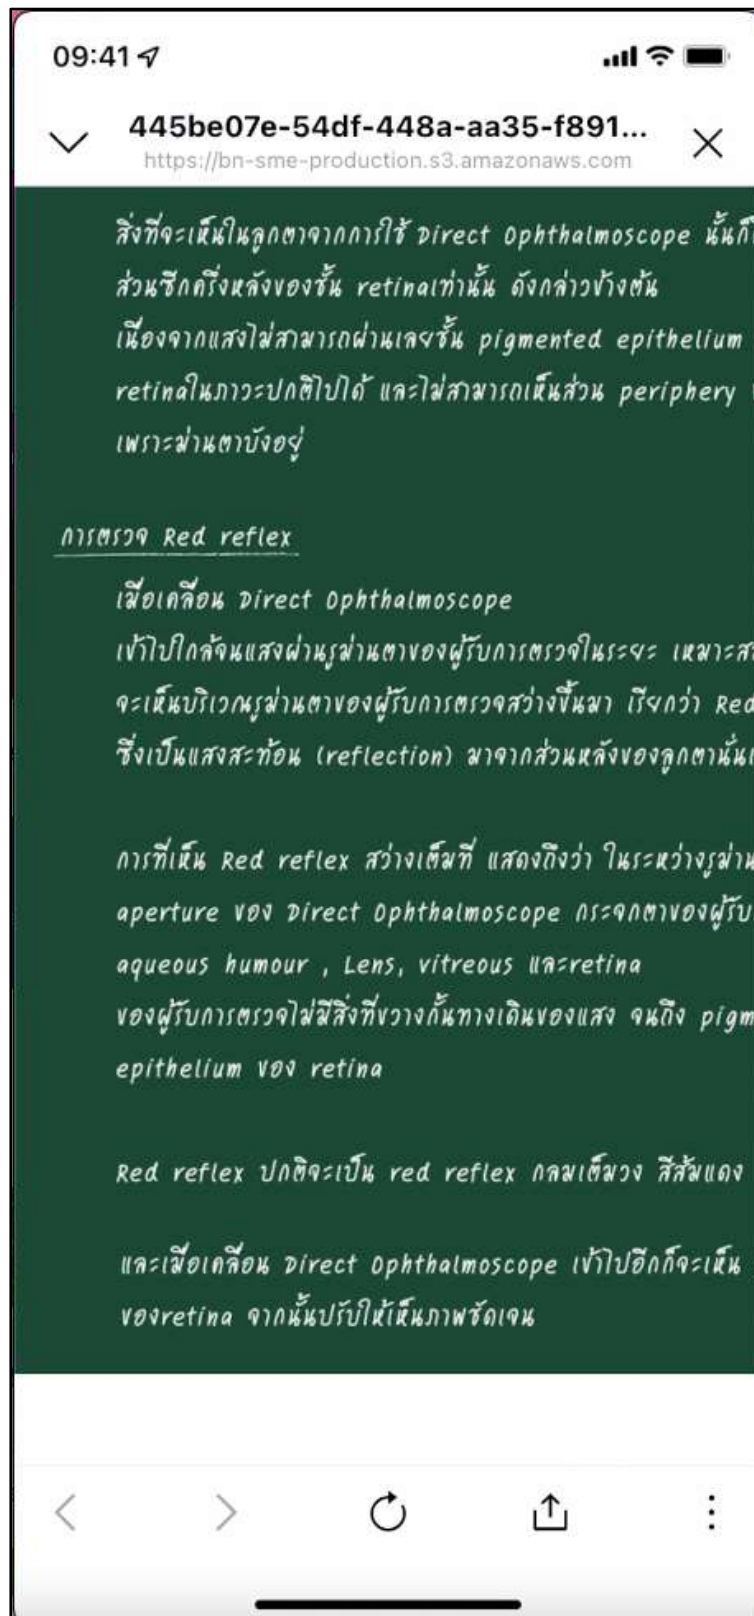 09:41
445be07e-54df-448a-aa35-f891...
https://bn-sme-production.s3.amazonaws.com
สิ่งที่จะเห็นในลูกตาจากการใช้ Direct Ophthalmoscope นั้นก็
ส่วนซีกครึ่งหลังของชั้น retinaเท่านั้น ดังกล่าวข้างต้น
เนื่องจากแสงไม่สามารถผ่านเลยชั้น pigmented epithelium
retinaในภาวะปกติไปได้ และไม่สามารถเห็นส่วน periphery
เพราะม่านตาบังอยู่
การตรวจ Red reflex
เมื่อเคลื่อน Direct Ophthalmoscope
เข้าไปใกล้จนแสงผ่านรูม่านตาของผู้รับการตรวจในระยะ เหมาะส
จะเห็นบริเวณรูม่านตาของผู้รับการตรวจสว่างขึ้นมา เรียกว่า Red
ซึ่งเป็นแสงสะท้อน (reflection) มาจากส่วนหลังของลูกตานั่น
การที่เห็น Red reflex สว่างเต็มที่ แสดงถึงว่า ในระหว่างรูม่าน
aperture ของ Direct Ophthalmoscope กระจกตาของผู้รับ
aqueous humour , Lens, vitreous และretina
ของผู้รับการตรวจไม่มีสิ่งที่ขวางกั้นทางเดินของแสง จนถึง pigm
epithelium ของ retina
Red reflex ปกติจะเป็น red reflex กลมเต็มวง สีส้มแดง
และเมื่อเคลื่อน Direct Ophthalmoscope เข้าไปอีกก็จะเห็น
ของretina จากนั้นปรับให้เห็นภาพชัดเจน